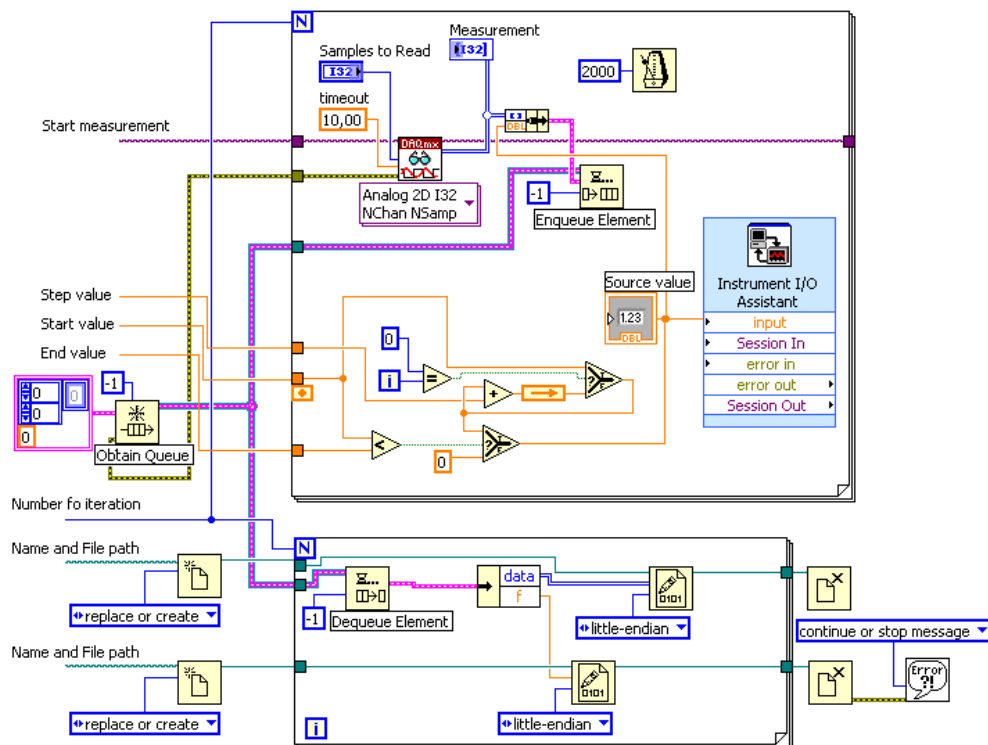 N
Measurement
[I32]
Samples to Read
I32
2000
timeout
10,00
DBL
Start measurement
DAQmx
Analog 2D I32
NChan NSamp
-1
Enqueue Element
Source value
1.23
DBL
Instrument I/O
Assistant
input
Session In
error in
error out
Session Out
Step value
Start value
End value
0
i
=
+
?
T
F
<
?
T
F
0
-1
0
0
0
0
Obtain Queue
Number fo iteration
N
Name and File path
replace or create
-1
Dequeue Element
data
f
0101
little-endian
continue or stop message
Name and File path
replace or create
0101
little-endian
Error
?!
i